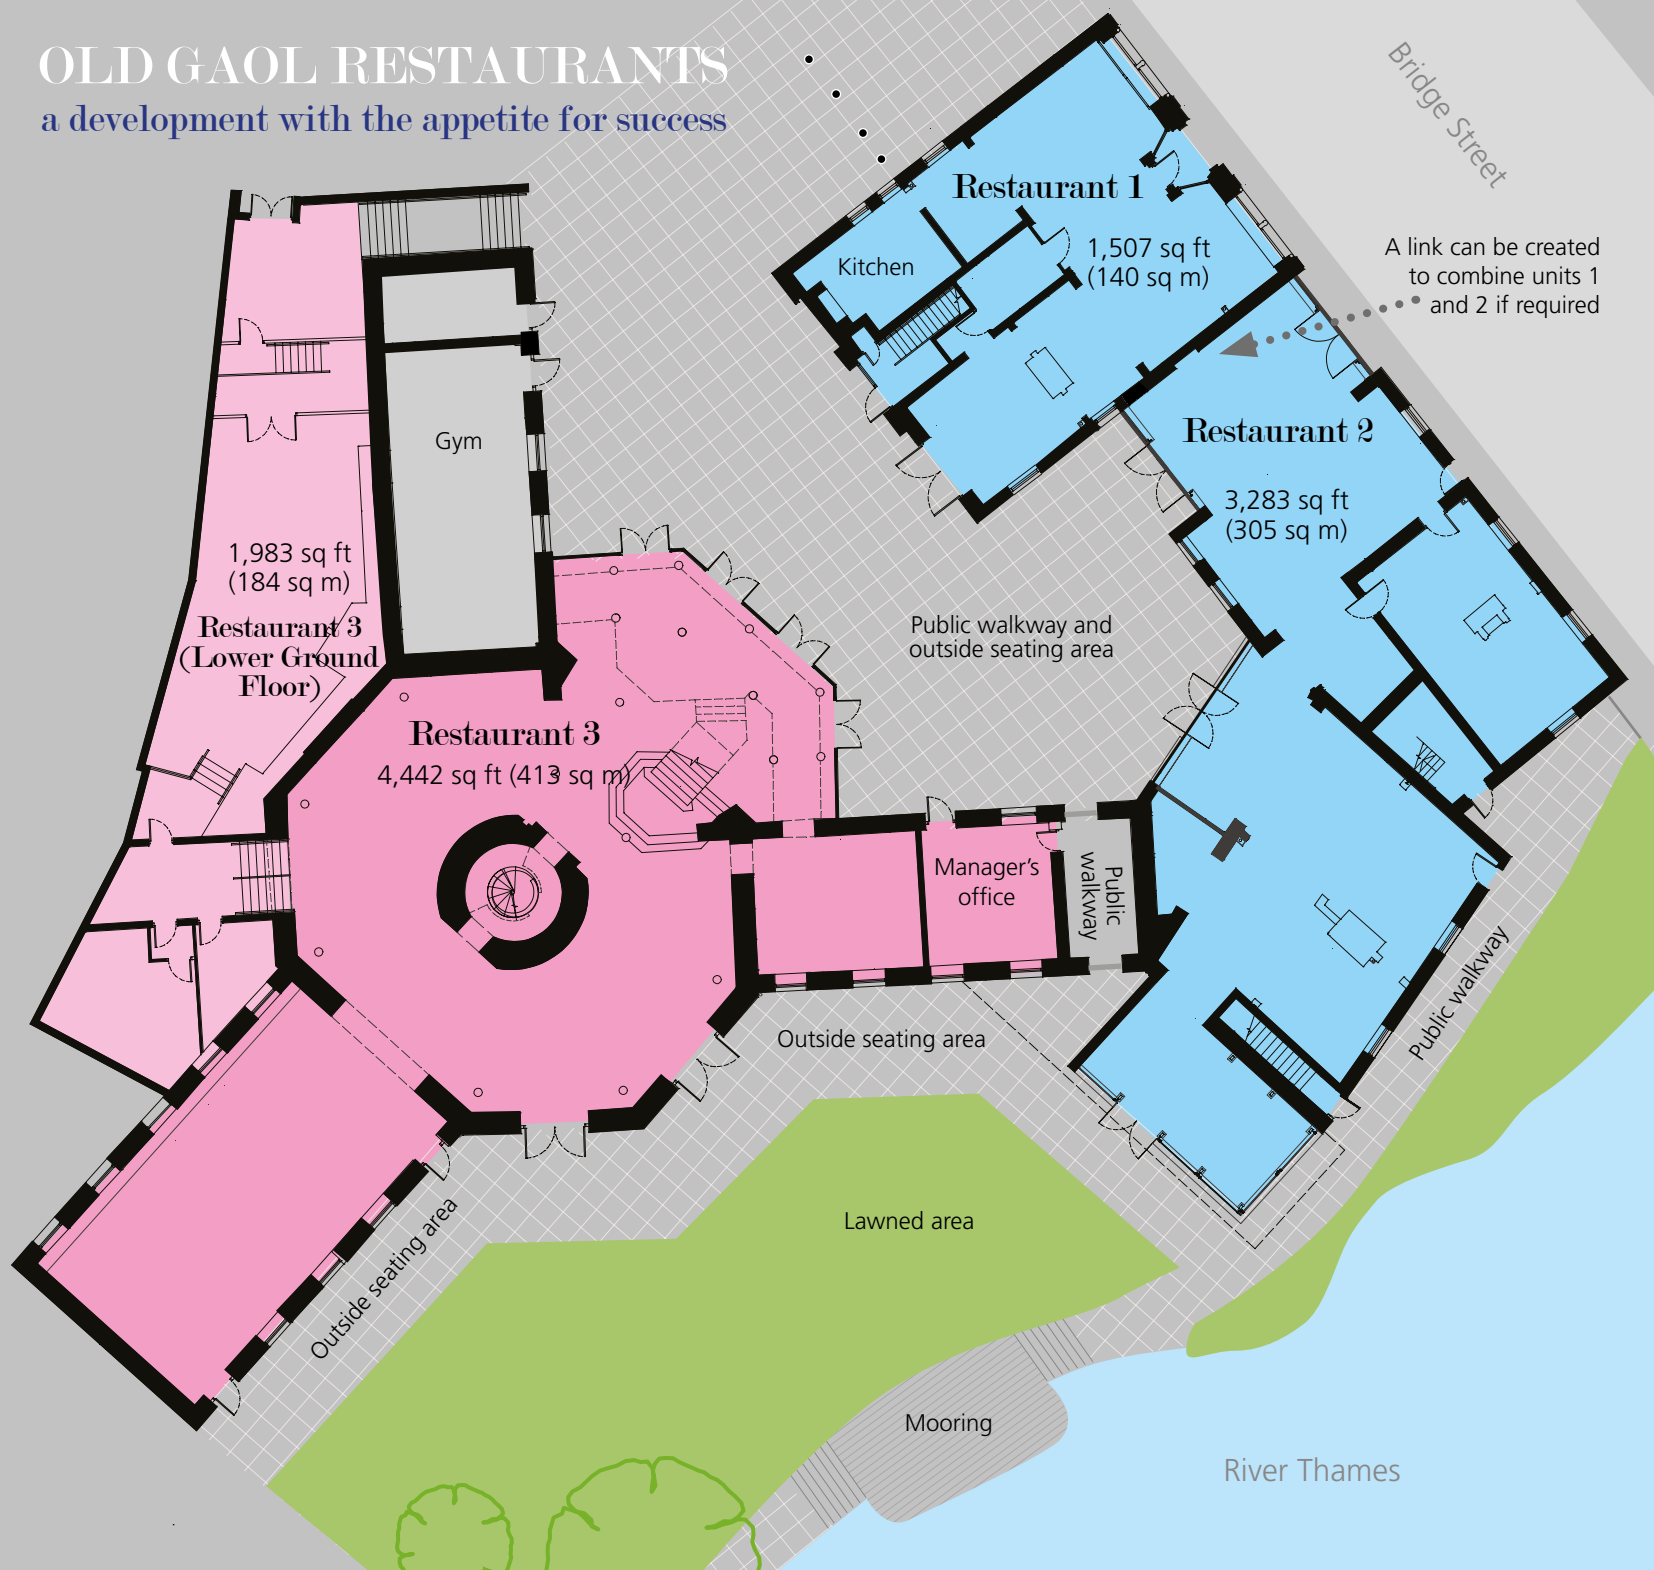 OLD GAOL RESTAURANTS
a development with the appetite for success
Bridge Street
Restaurant 1
1,507 sq ft
(140 sq m)
Kitchen
A link can be created
to combine units 1
and 2 if required
Restaurant 2
3,283 sq ft
(305 sq m)
Gym
1,983 sq ft
(184 sq m)
Restaurant 3
(Lower Ground
Floor)
Public walkway and
outside seating area
Restaurant 3
4,442 sq ft (413 sq m)
Manager's
office
Public
walkway
Public walkway
Outside seating area
Outside seating area
Lawned area
Mooring
River Thames